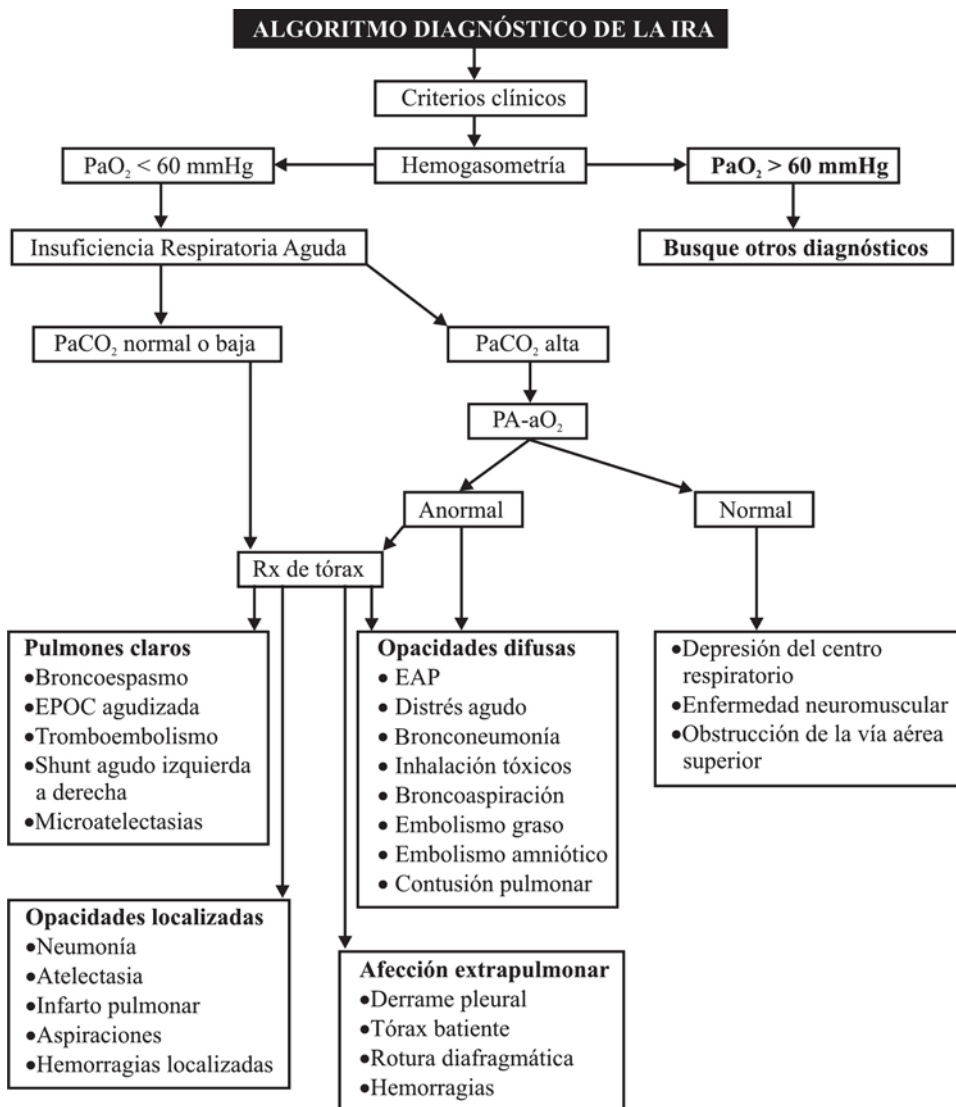 ALGORITMO DIAGNÓSTICO DE LA IRA
Criterios clínicos
PaO₂ < 60 mmHg
Hemogasometría
PaO₂ > 60 mmHg
Insuficiencia Respiratoria Aguda
Busque otros diagnósticos
PaCO₂ normal o baja
PaCO₂ alta
PA-aO₂
Anormal
Normal
Rx de tórax
Pulmones claros
•Broncoespasmo
•EPOC agudizada
•Tromboembolismo
•Shunt agudo izquierda
a derecha
•Microatelectasias
Opacidades difusas
• EAP
• Distrés agudo
• Bronconeumonía
• Inhalación tóxicos
• Broncoaspiración
• Embolismo graso
• Embolismo amniótico
• Contusión pulmonar
•Depresión del centro
respiratorio
•Enfermedad neuromuscular
•Obstrucción de la vía aérea
superior
Opacidades localizadas
•Neumonía
•Atelectasia
•Infarto pulmonar
•Aspiraciones
•Hemorragias localizadas
Afección extrapulmonar
•Derrame pleural
•Tórax batiente
•Rotura diafragmática
•Hemorragias